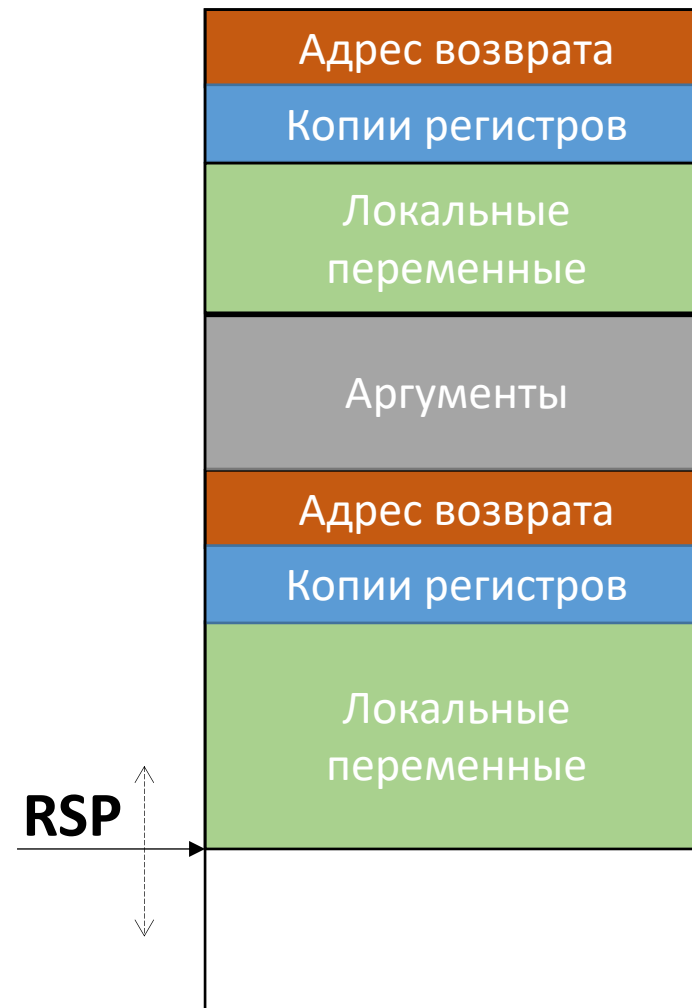 Адрес возврата
Копии регистров
Локальные
переменные
Аргументы
Адрес возврата
Копии регистров
Локальные
переменные
RSP